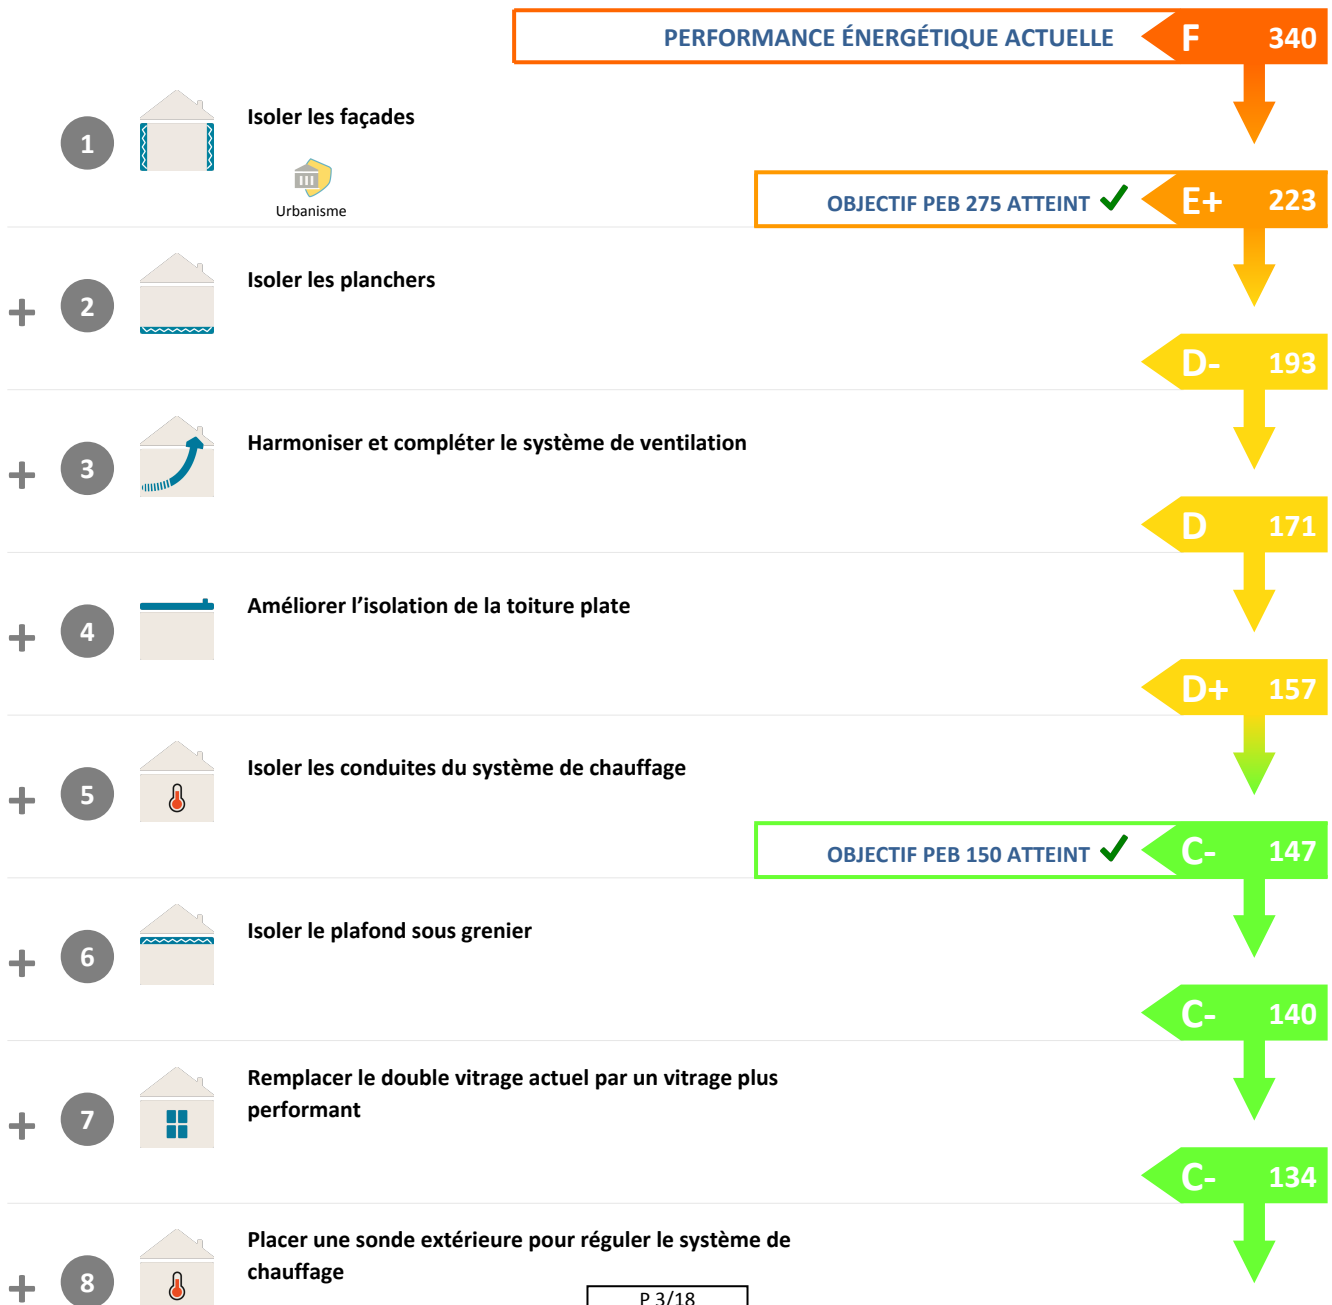 PERFORMANCE ÉNERGÉTIQUE ACTUELLE F 340
1 Isoler les façades
Urbanisme
OBJECTIF PEB 275 ATTEINT ✔ E+ 223
+ 2 Isoler les planchers
D- 193
+ 3 Harmoniser et compléter le système de ventilation
D 171
+ 4 Améliorer l’isolation de la toiture plate
D+ 157
+ 5 Isoler les conduites du système de chauffage
OBJECTIF PEB 150 ATTEINT ✔ C- 147
+ 6 Isoler le plafond sous grenier
C- 140
+ 7 Remplacer le double vitrage actuel par un vitrage plus
performant
C- 134
+ 8 Placer une sonde extérieure pour réguler le système de
chauffage
P 3/18